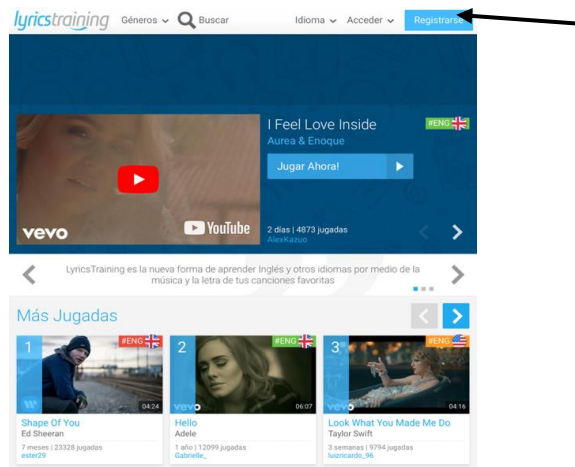 lyricstraining Géneros Buscar Idioma Acceder Registrarse
I Feel Love Inside #ENG
Aurea & Enoque
Jugar Ahora!
vevo YouTube
2 días | 4873 jugadas
AlexKazuo
LyricsTraining es la nueva forma de aprender Inglés y otros idiomas por medio de la
música y la letra de tus canciones favoritas
Más Jugadas
1 #ENG 2 #ENG 3 #ENG
04:24 vevo 06:07 vevo 04:16
Shape Of You Hello Look What You Made Me Do
Ed Sheeran Adele Taylor Swift
7 meses | 23328 jugadas 1 año | 12099 jugadas 3 semanas | 9794 jugadas
ester29 Gabrielle_ luizricardo_96